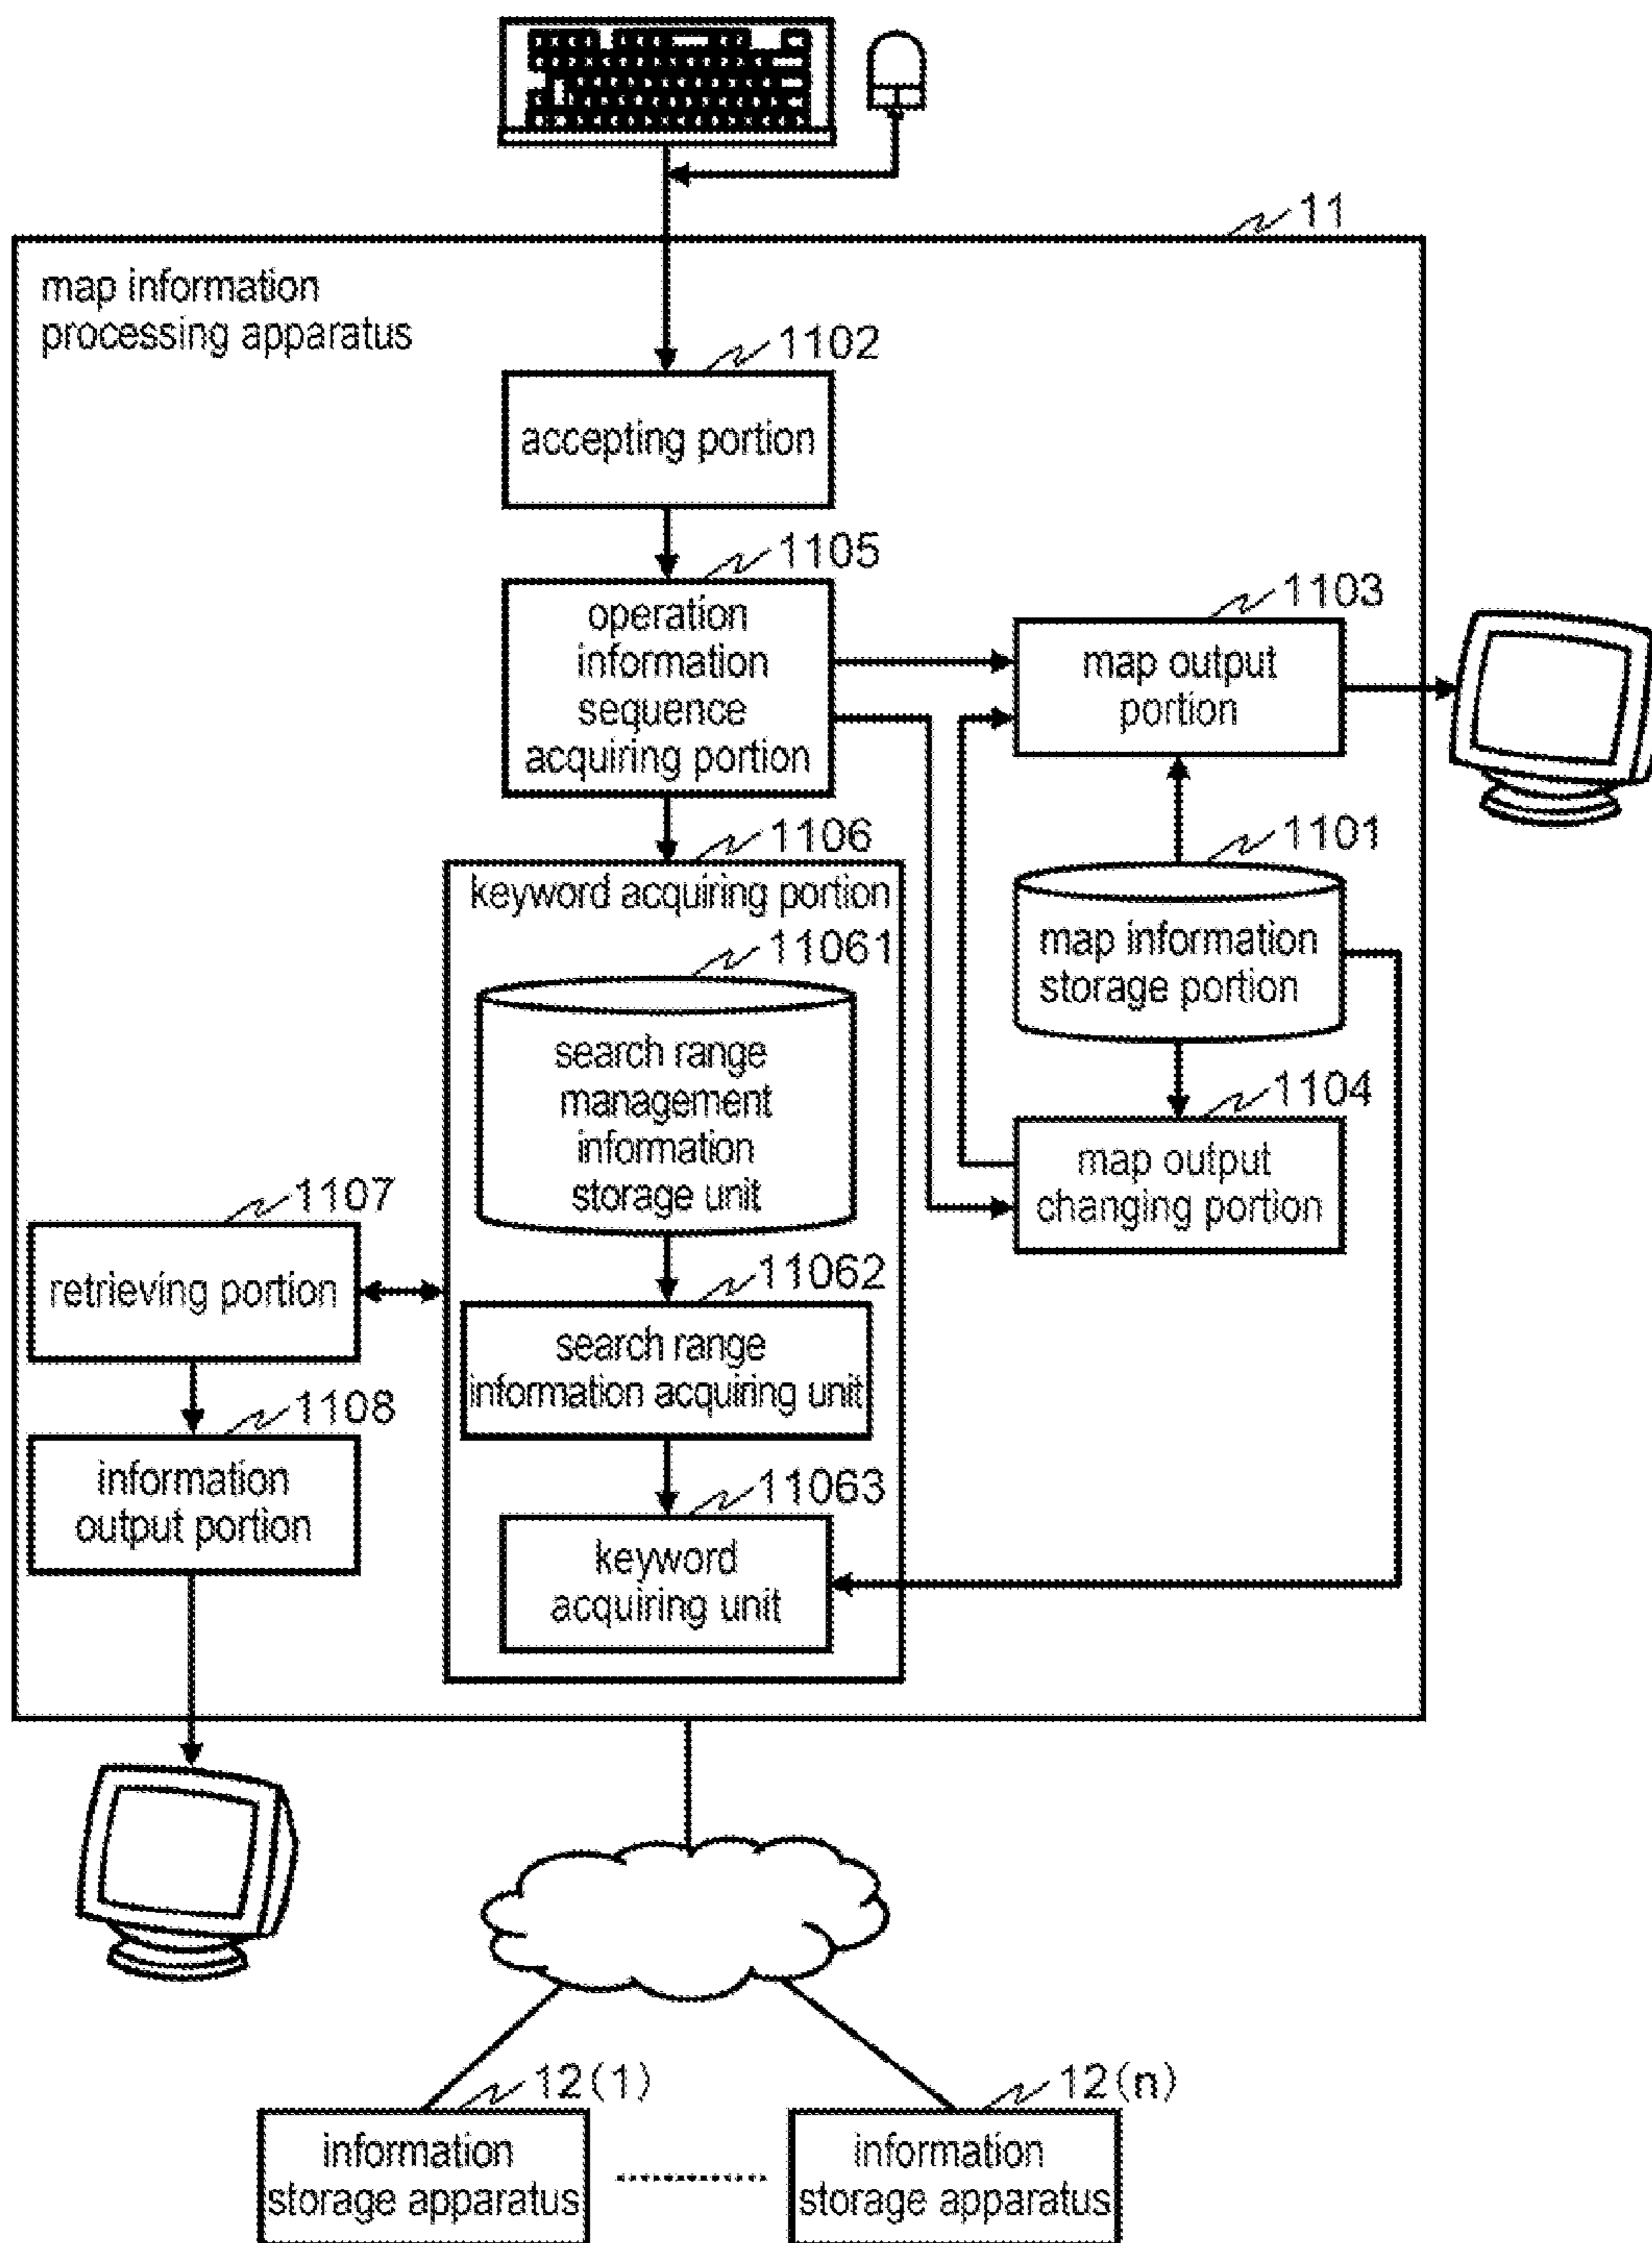 11
map information
processing apparatus
1102
accepting portion
1105
operation
information
sequence
acquiring portion
1103
map output
portion
1106
keyword acquiring portion
1101
map information
storage portion
11061
search range
management
information
storage unit
1104
map output
changing portion
1107
retrieving portion
11062
search range
information acquiring unit
1108
information
output portion
11063
keyword
acquiring unit
12(1)
information
storage apparatus
12(n)
information
storage apparatus